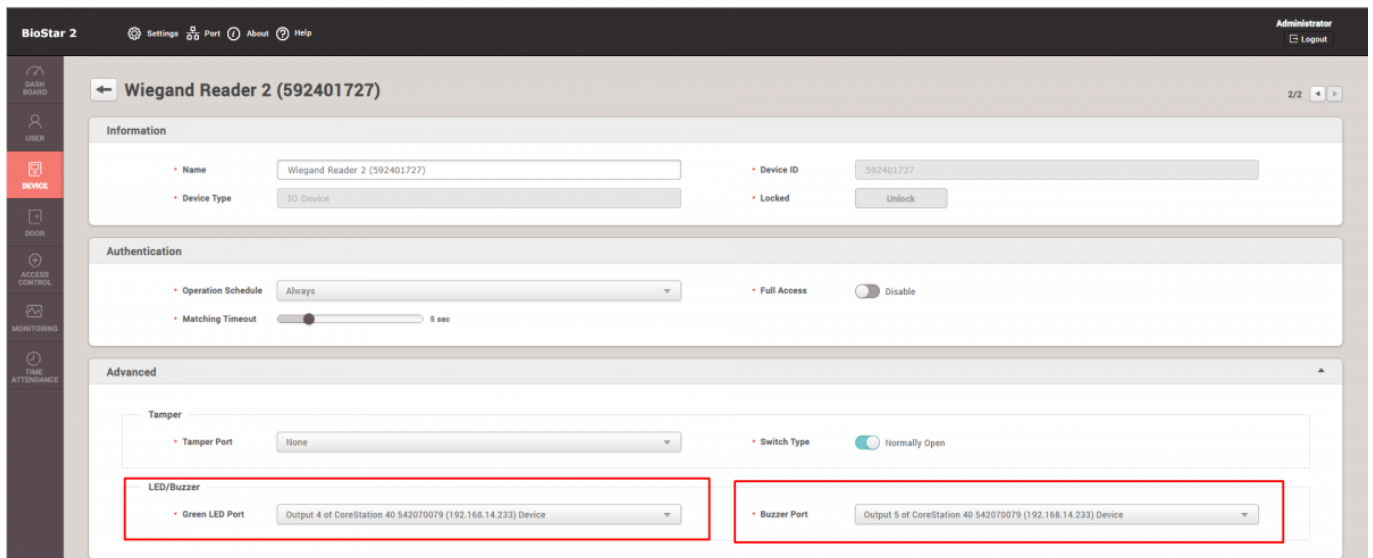 BioStar 2
Settings Port About Help
Administrator
Logout
DASH BOARD
USER
DEVICE
DOOR
ACCESS CONTROL
MONITORING
TIME ATTENDANCE
Wiegand Reader 2 (592401727)
2/2
Information
Name
Wiegand Reader 2 (592401727)
Device ID
592401727
Device Type
IO Device
Locked
Unlock
Authentication
Operation Schedule
Always
Full Access
Disable
Matching Timeout
5 sec
Advanced
Tamper
Tamper Port
None
Switch Type
Normally Open
LED/Buzzer
Green LED Port
Output 4 of CoreStation 40 542070079 (192.168.14.233) Device
Buzzer Port
Output 5 of CoreStation 40 542070079 (192.168.14.233) Device